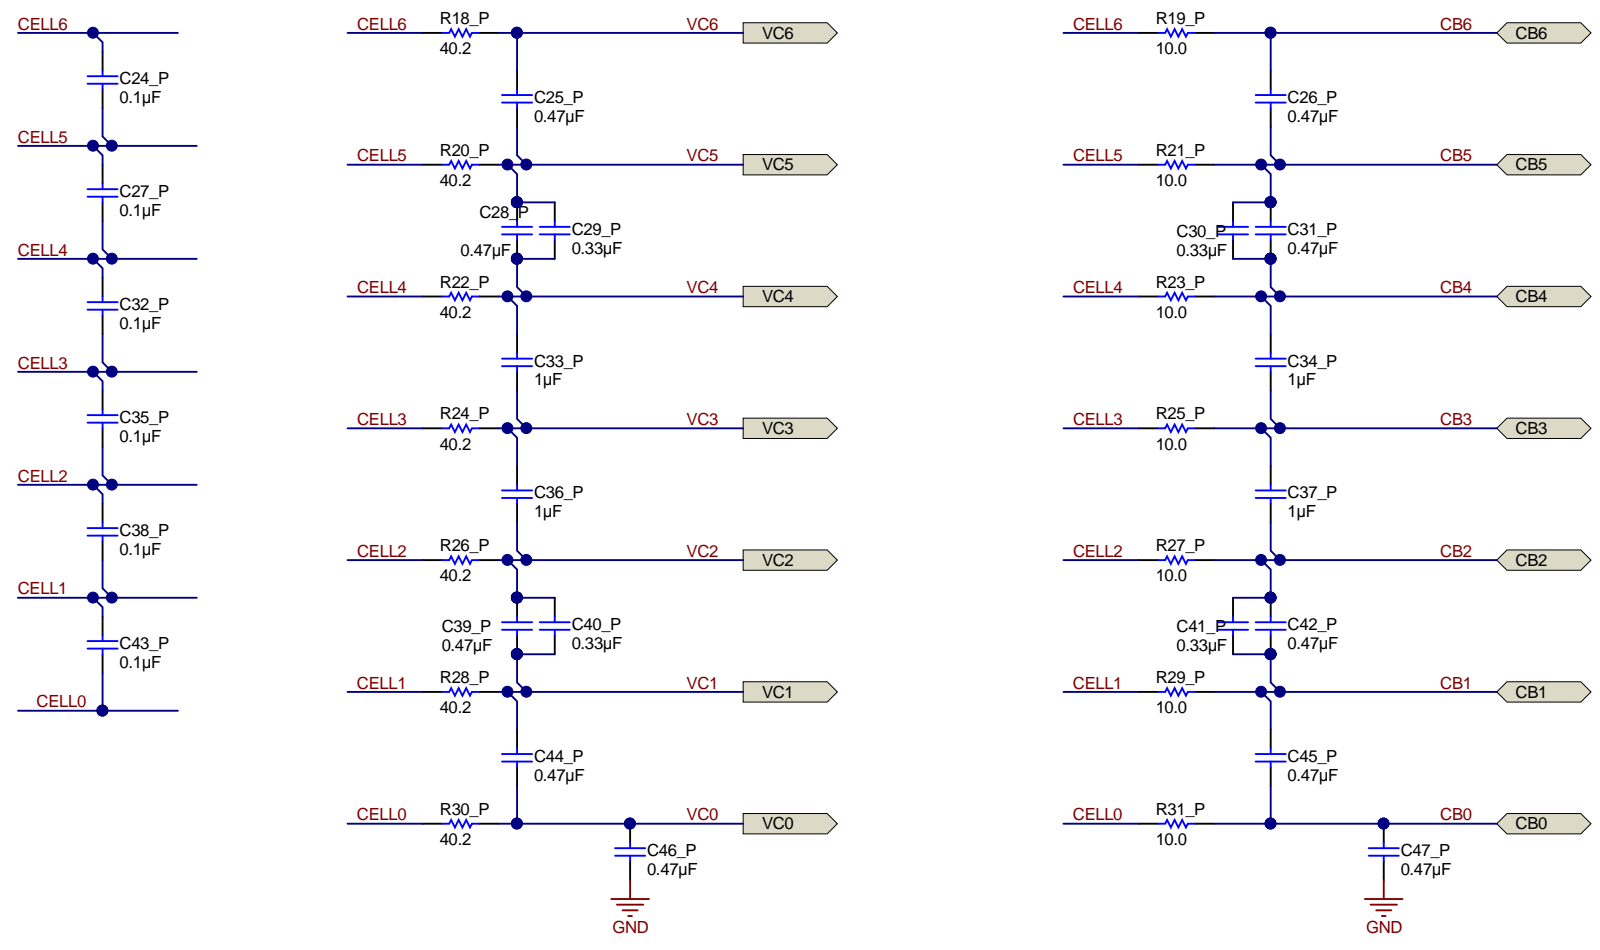 CELL6
C24_P
0.1µF
CELL5
C27_P
0.1µF
CELL4
C32_P
0.1µF
CELL3
C35_P
0.1µF
CELL2
C38_P
0.1µF
CELL1
C43_P
0.1µF
CELL0
CELL6 R18_P VC6 VC6
40.2
C25_P
0.47µF
CELL5 R20_P VC5 VC5
40.2
C28_P C29_P
0.47µF 0.33µF
CELL4 R22_P VC4 VC4
40.2
C33_P
1µF
CELL3 R24_P VC3 VC3
40.2
C36_P
1µF
CELL2 R26_P VC2 VC2
40.2
C39_P C40_P
0.47µF 0.33µF
CELL1 R28_P VC1 VC1
40.2
C44_P
0.47µF
CELL0 R30_P VC0 VC0
40.2
C46_P
0.47µF
GND
CELL6 R19_P CB6 CB6
10.0
C26_P
0.47µF
CELL5 R21_P CB5 CB5
10.0
C30_P C31_P
0.33µF 0.47µF
CELL4 R23_P CB4 CB4
10.0
C34_P
1µF
CELL3 R25_P CB3 CB3
10.0
C37_P
1µF
CELL2 R27_P CB2 CB2
10.0
C41_P C42_P
0.33µF 0.47µF
CELL1 R29_P CB1 CB1
10.0
C45_P
0.47µF
CELL0 R31_P CB0 CB0
10.0
C47_P
0.47µF
GND